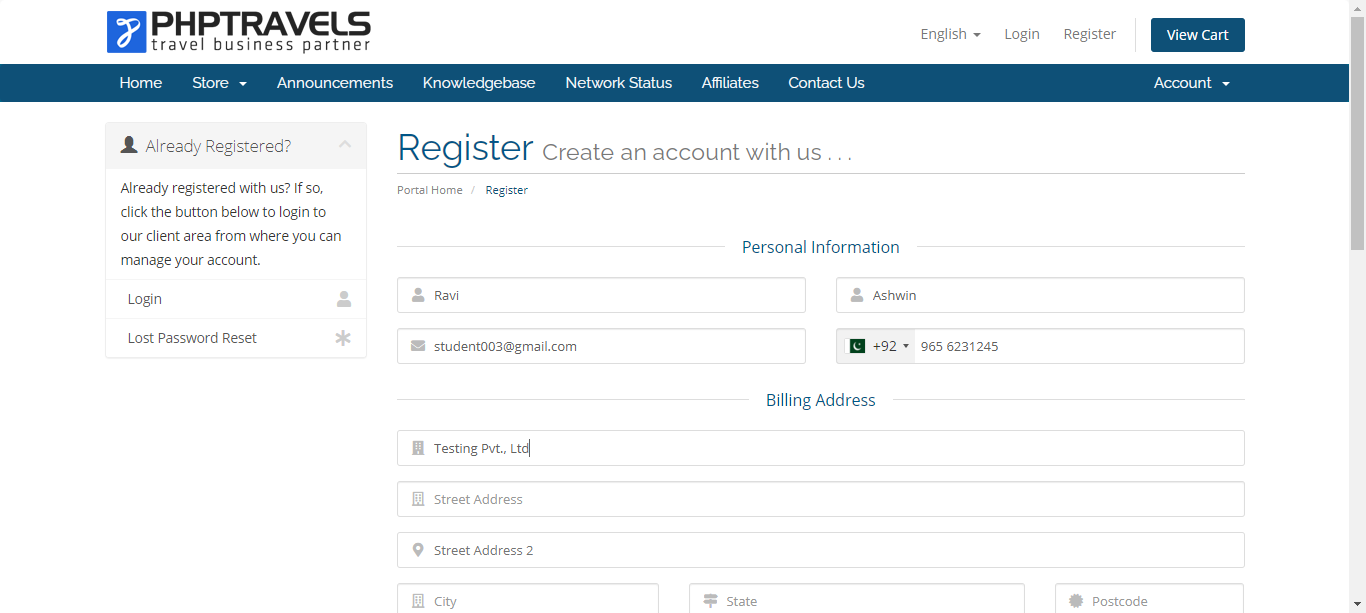 PHPTRAVELS
travel business partner
English Login Register View Cart
Home Store Announcements Knowledgebase Network Status Affiliates Contact Us Account
Already Registered?
Already registered with us? If so,
click the button below to login to
our client area from where you can
manage your account.
Login
Lost Password Reset
Register Create an account with us . . .
Portal Home / Register
Personal Information
Ravi Ashwin
student003@gmail.com +92 965 6231245
Billing Address
Testing Pvt., Ltd
Street Address
Street Address 2
City State Postcode